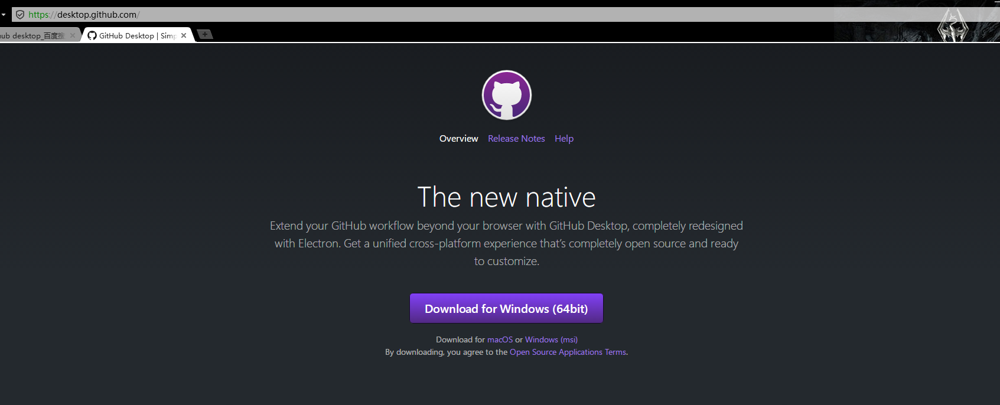 https://desktop.github.com/
hub desktop_百度搜
GitHub Desktop | Simp
Overview Release Notes Help
The new native
Extend your GitHub workflow beyond your browser with GitHub Desktop, completely redesigned
with Electron. Get a unified cross-platform experience that’s completely open source and ready
to customize.
Download for Windows (64bit)
Download for macOS or Windows (msi)
By downloading, you agree to the Open Source Applications Terms.